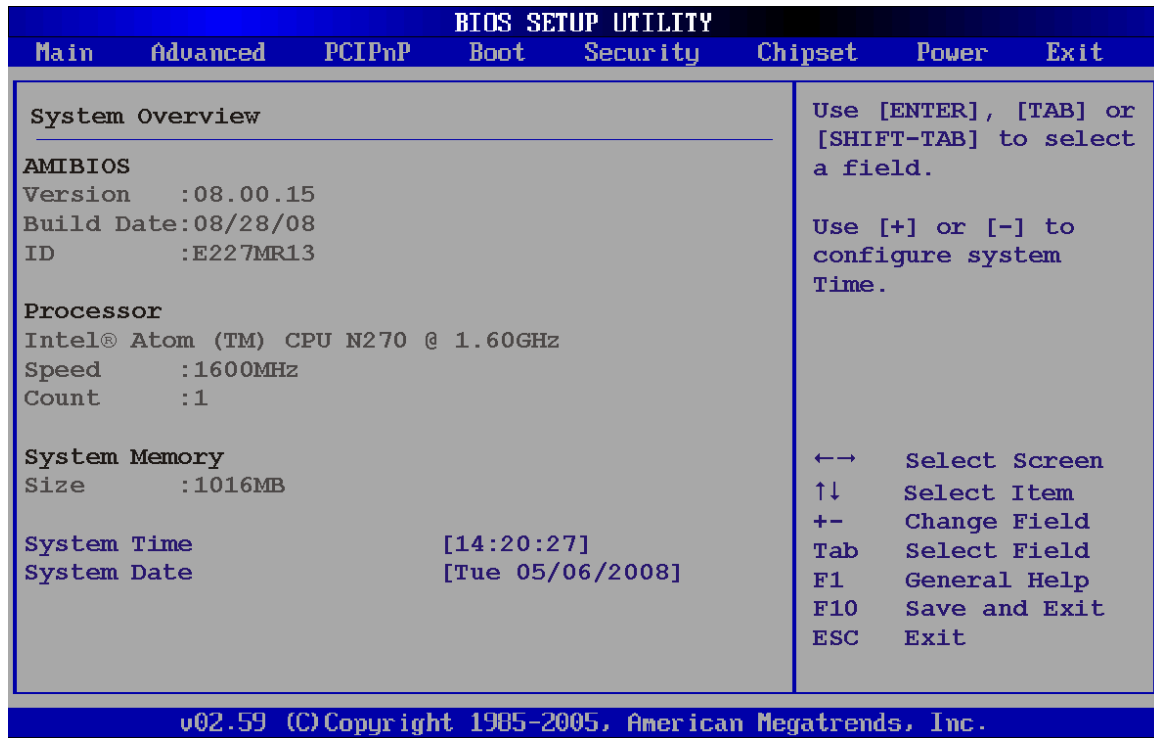 BIOS SETUP UTILITY
Main Advanced PCIPnP Boot Security Chipset Power Exit
System Overview
AMIBIOS
Version :08.00.15
Build Date:08/28/08
ID :E227MR13
Processor
Intel® Atom (TM) CPU N270 @ 1.60GHz
Speed :1600MHz
Count :1
System Memory
Size :1016MB
System Time [14:20:27]
System Date [Tue 05/06/2008]
Use [ENTER], [TAB] or
[SHIFT-TAB] to select
a field.
Use [+] or [-] to
configure system
Time.
←→ Select Screen
↑↓ Select Item
+- Change Field
Tab Select Field
F1 General Help
F10 Save and Exit
ESC Exit
v02.59 (C)Copyright 1985-2005, American Megatrends, Inc.